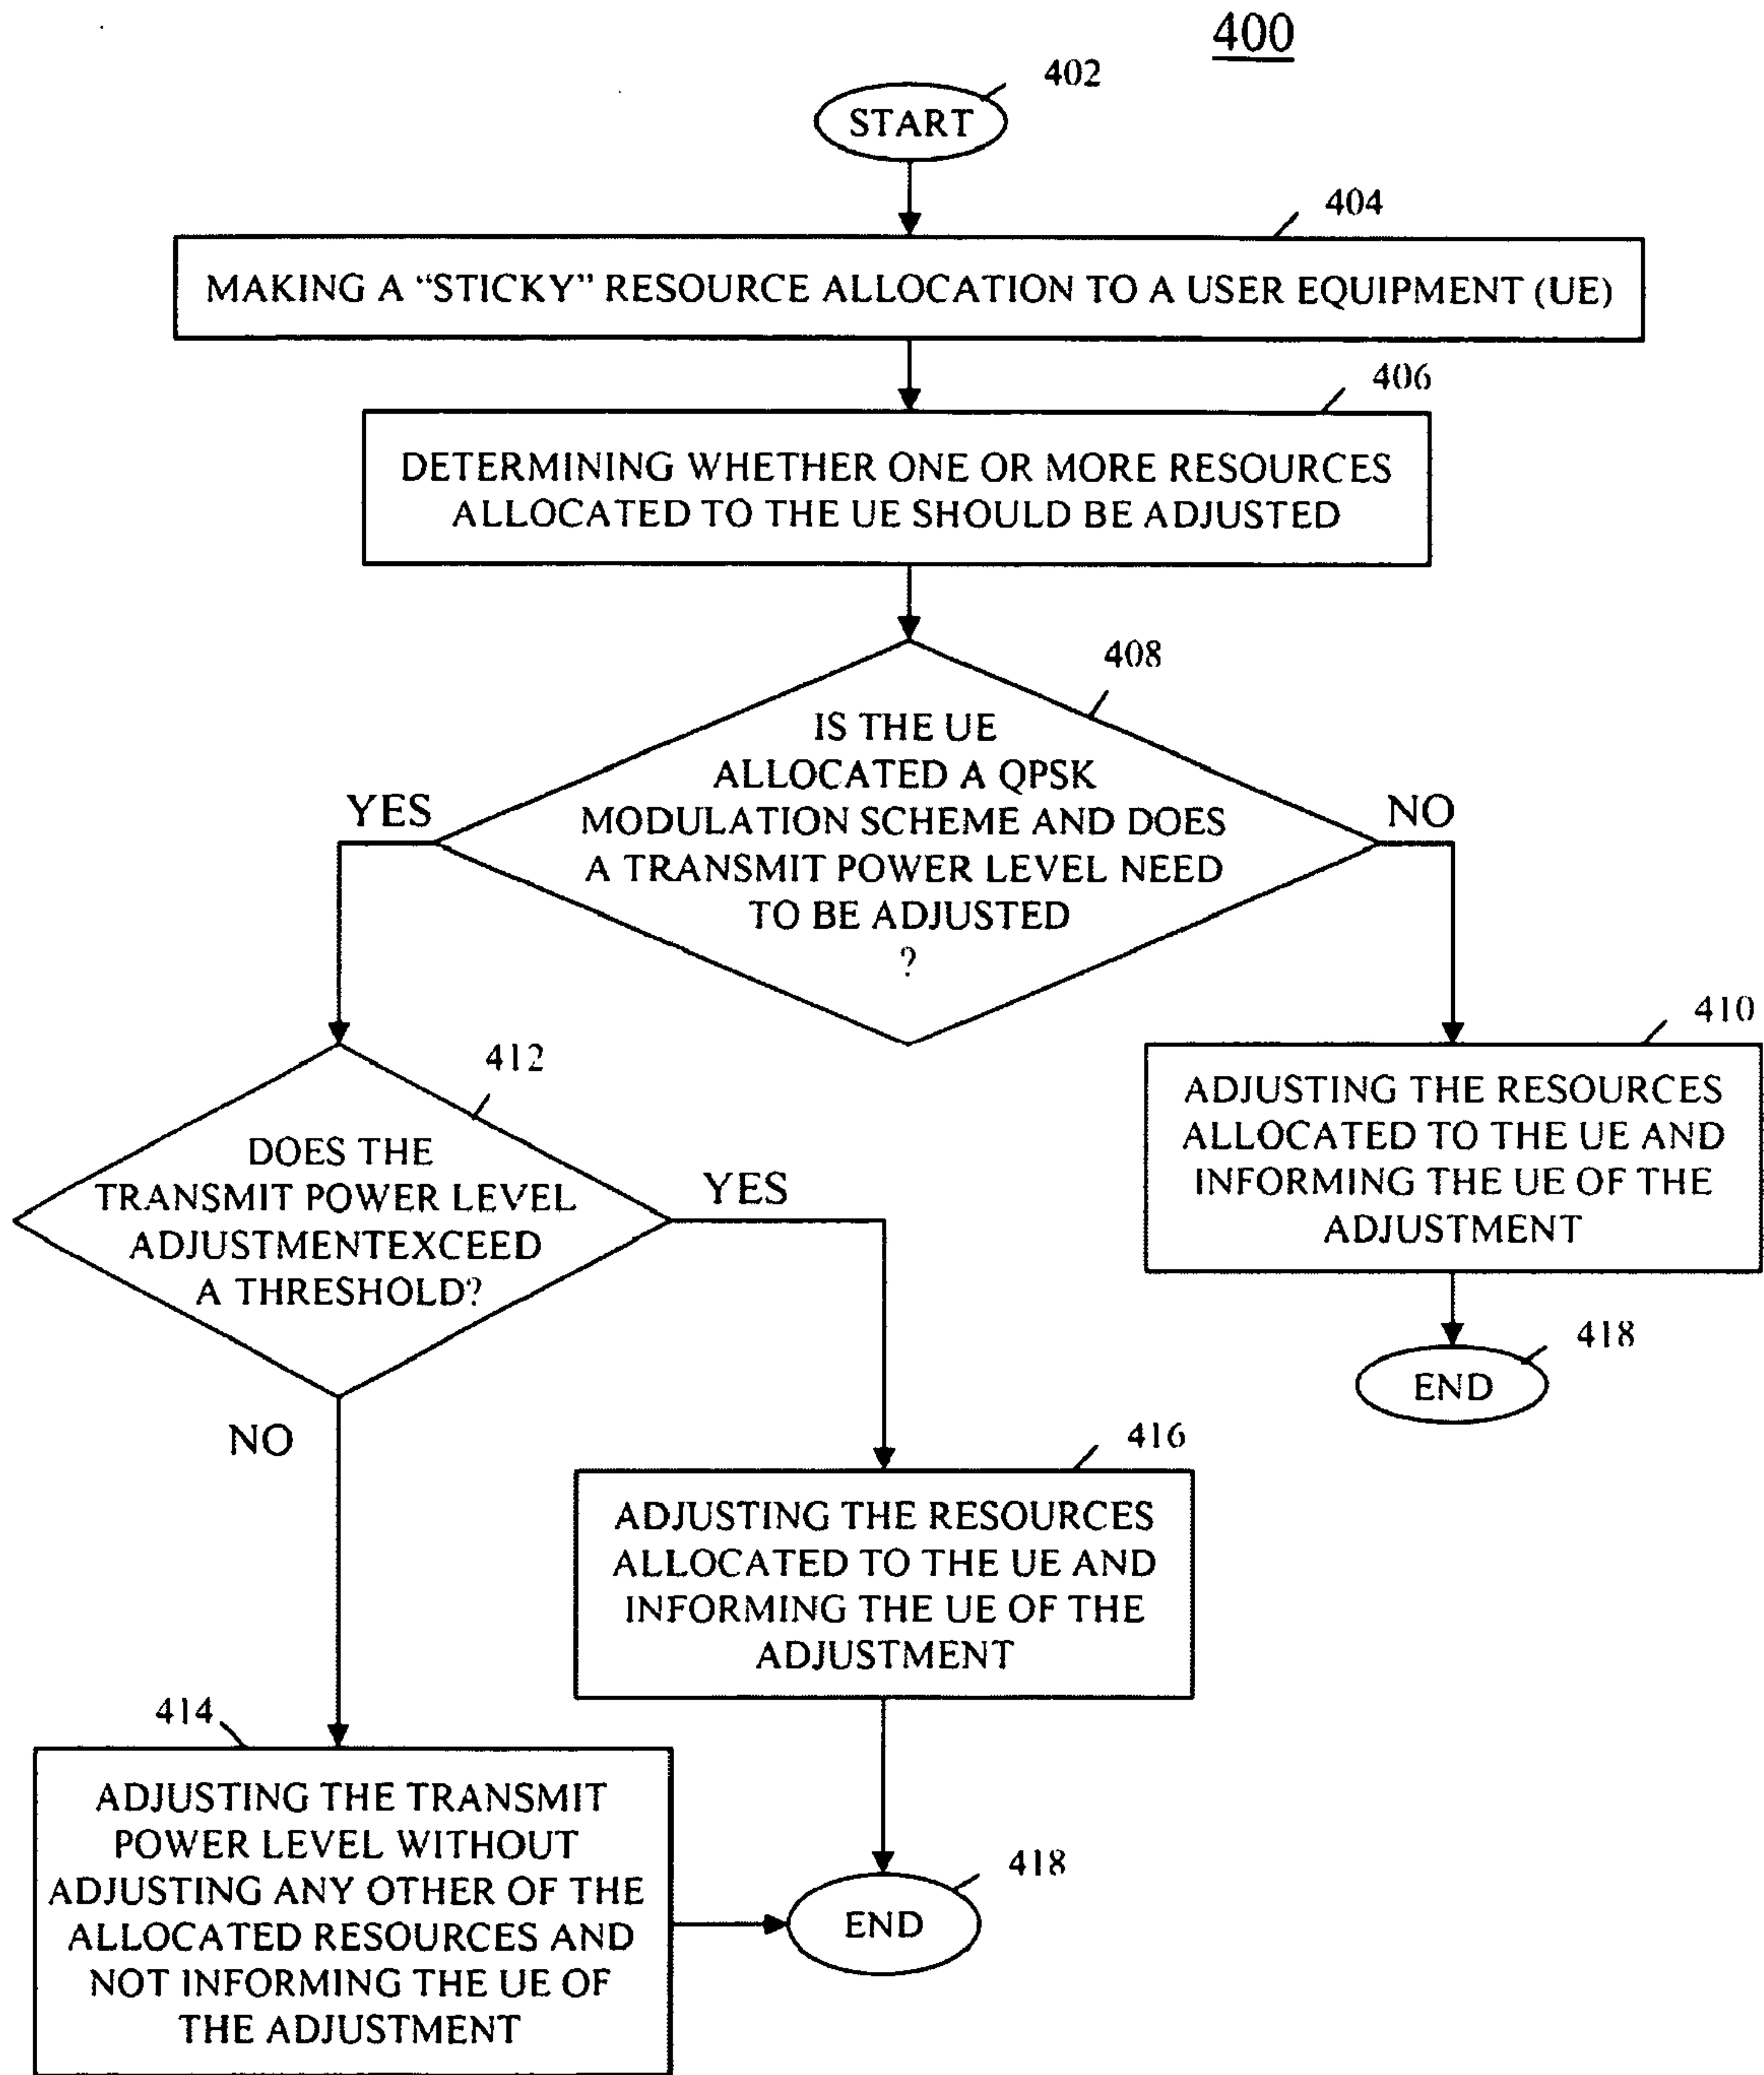 400
402
START
404
MAKING A “STICKY” RESOURCE ALLOCATION TO A USER EQUIPMENT (UE)
406
DETERMINING WHETHER ONE OR MORE RESOURCES
ALLOCATED TO THE UE SHOULD BE ADJUSTED
408
IS THE UE
ALLOCATED A QPSK
MODULATION SCHEME AND DOES
A TRANSMIT POWER LEVEL NEED
TO BE ADJUSTED
?
YES
NO
410
ADJUSTING THE RESOURCES
ALLOCATED TO THE UE AND
INFORMING THE UE OF THE
ADJUSTMENT
418
END
412
DOES THE
TRANSMIT POWER LEVEL
ADJUSTMENTEXCEED
A THRESHOLD?
YES
NO
416
ADJUSTING THE RESOURCES
ALLOCATED TO THE UE AND
INFORMING THE UE OF THE
ADJUSTMENT
414
ADJUSTING THE TRANSMIT
POWER LEVEL WITHOUT
ADJUSTING ANY OTHER OF THE
ALLOCATED RESOURCES AND
NOT INFORMING THE UE OF
THE ADJUSTMENT
418
END